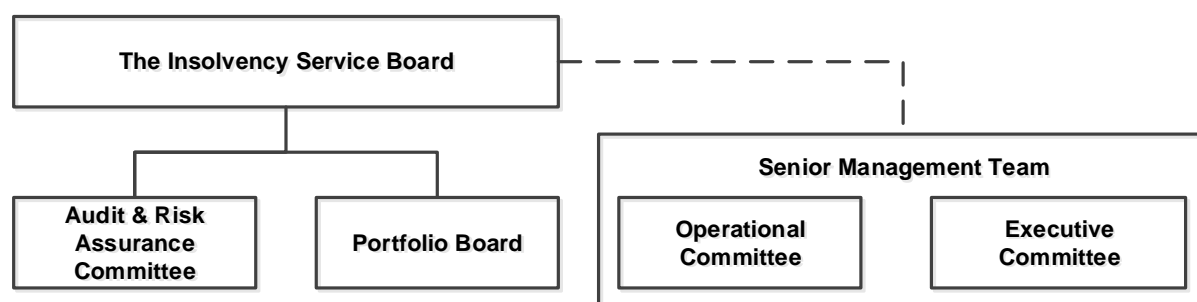 The Insolvency Service Board
Senior Management Team
Audit & Risk
Assurance
Committee
Portfolio Board
Operational
Committee
Executive
Committee